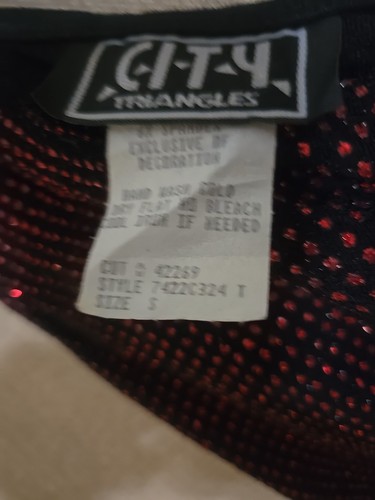 C·I·T·Y
TRIANGLES
SPANDEX
EXCLUSIVE OF
DECORATION
HAND WASH COLD
DRY FLAT NO BLEACH
COOL IRON IF NEEDED
CUT # 42269
STYLE 7422C324 T
SIZE S